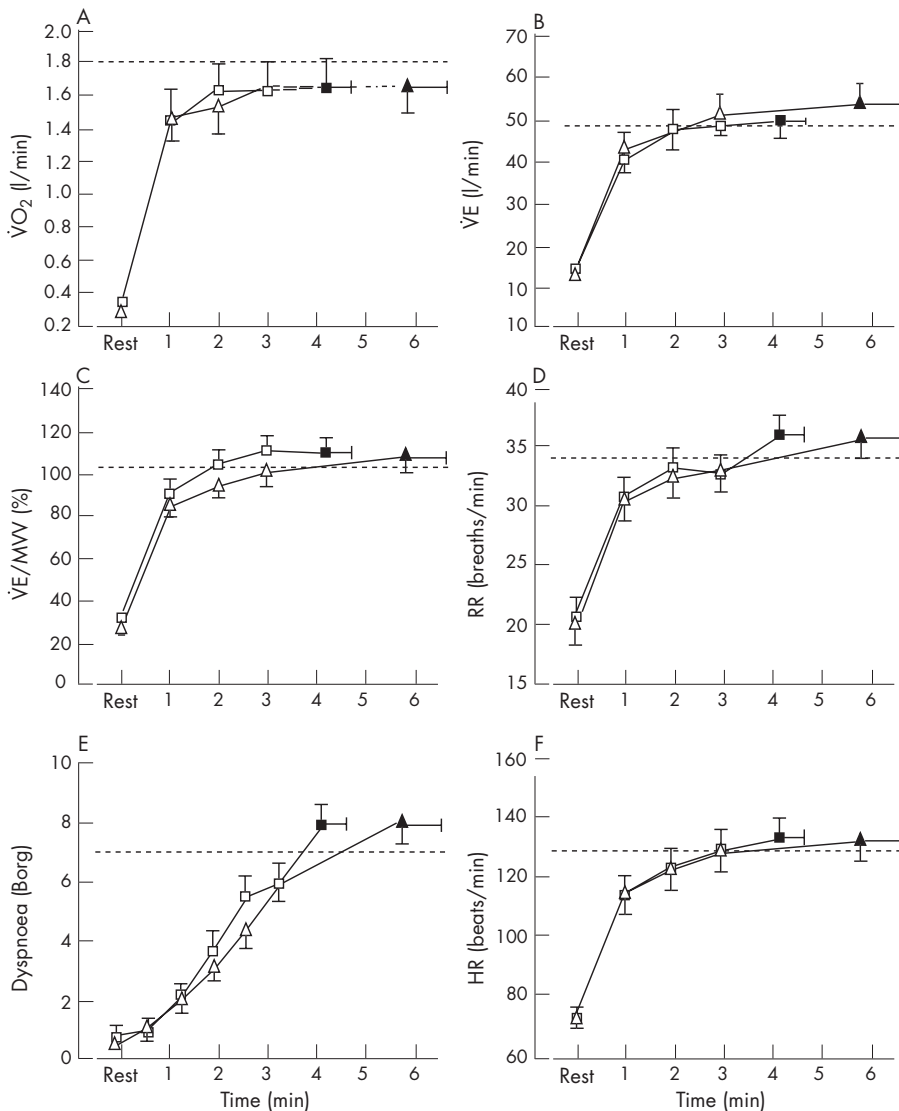 A
2.0
1.8
1.6
1.4
1.2
1.0
0.8
0.6
0.4
0.2
V̇O₂ (l/min)
Rest 1 2 3 4 5 6
B
70
60
50
40
30
20
10
10
V̇E (l/min)
Rest 1 2 3 4 5 6
C
140
120
100
80
60
40
20
0
V̇E/MVV (%)
Rest 1 2 3 4 5 6
D
40
35
30
25
20
15
RR (breaths/min)
Rest 1 2 3 4 5 6
E
10
8
6
4
2
0
Dyspnoea (Borg)
Rest 1 2 3 4 5 6
Time (min)
F
160
140
120
100
80
60
HR (beats/min)
Rest 1 2 3 4 5 6
Time (min)